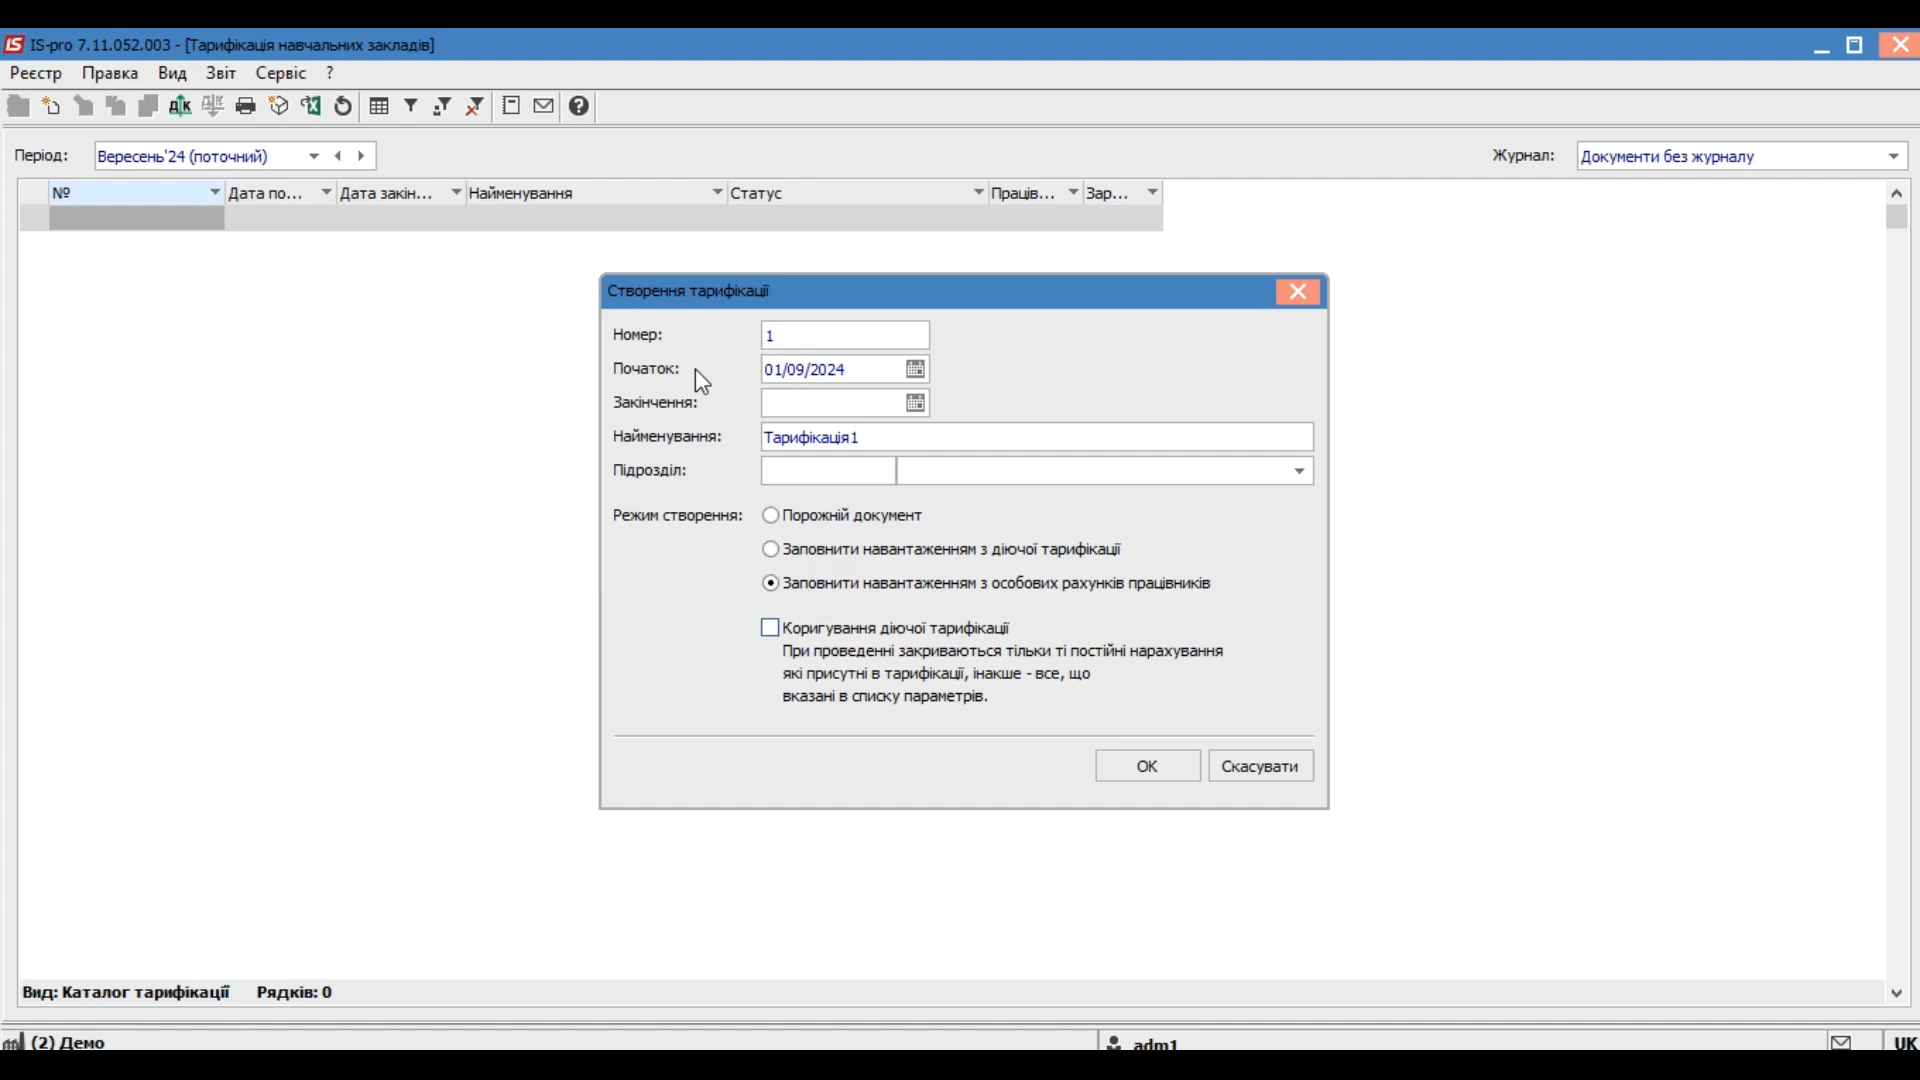 IS-pro 7.11.052.003 - [Тарифікація навчальних закладів]
Реєстр Правка Вид Звіт Сервіс ?
Період: Вересень'24 (поточний) Журнал: Документи без журналу
№ Дата по... Дата закін... Найменування Статус Праців... Зар...
Створення тарифікації
Номер: 1
Початок: 01/09/2024
Закінчення:
Найменування: Тарифікація1
Підрозділ:
Режим створення: Порожній документ
Заповнити навантаженням з діючої тарифікації
Заповнити навантаженням з особових рахунків працівників
Коригування діючої тарифікації
При проведенні закриваються тільки ті постійні нарахування
які присутні в тарифікації, інакше - все, що
вказані в списку параметрів.
OK Скасувати
Вид: Каталог тарифікації Рядків: 0
(2) Демо adm1 UK